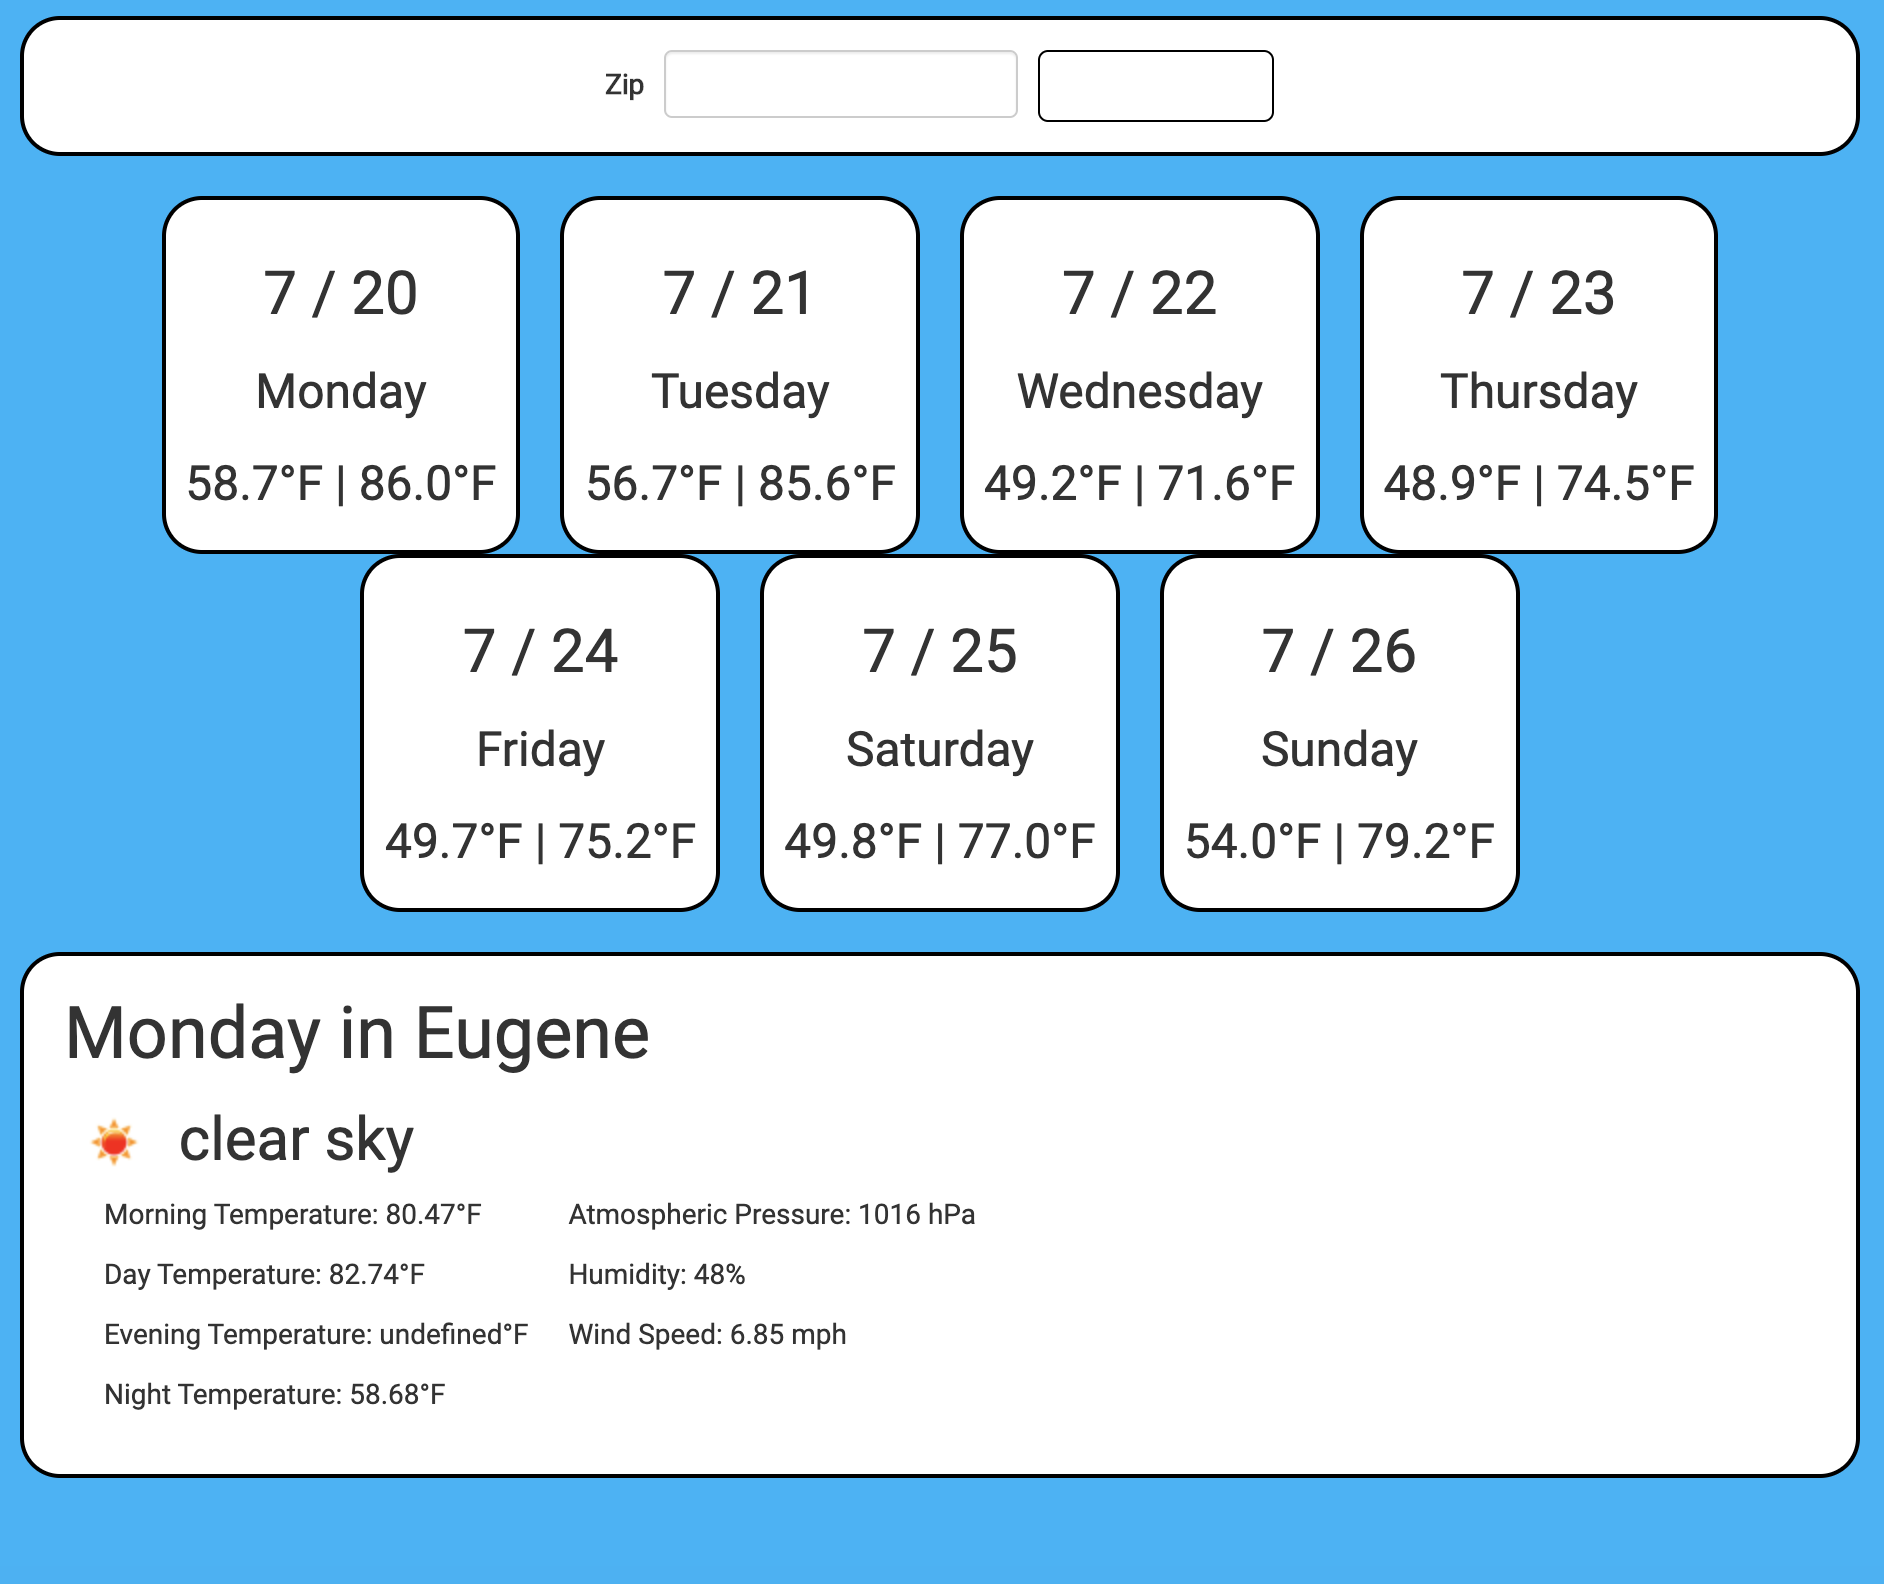 Zip
7 / 20
Monday
58.7°F | 86.0°F
7 / 21
Tuesday
56.7°F | 85.6°F
7 / 22
Wednesday
49.2°F | 71.6°F
7 / 23
Thursday
48.9°F | 74.5°F
7 / 24
Friday
49.7°F | 75.2°F
7 / 25
Saturday
49.8°F | 77.0°F
7 / 26
Sunday
54.0°F | 79.2°F
Monday in Eugene
clear sky
Morning Temperature: 80.47°F
Day Temperature: 82.74°F
Evening Temperature: undefined°F
Night Temperature: 58.68°F
Atmospheric Pressure: 1016 hPa
Humidity: 48%
Wind Speed: 6.85 mph